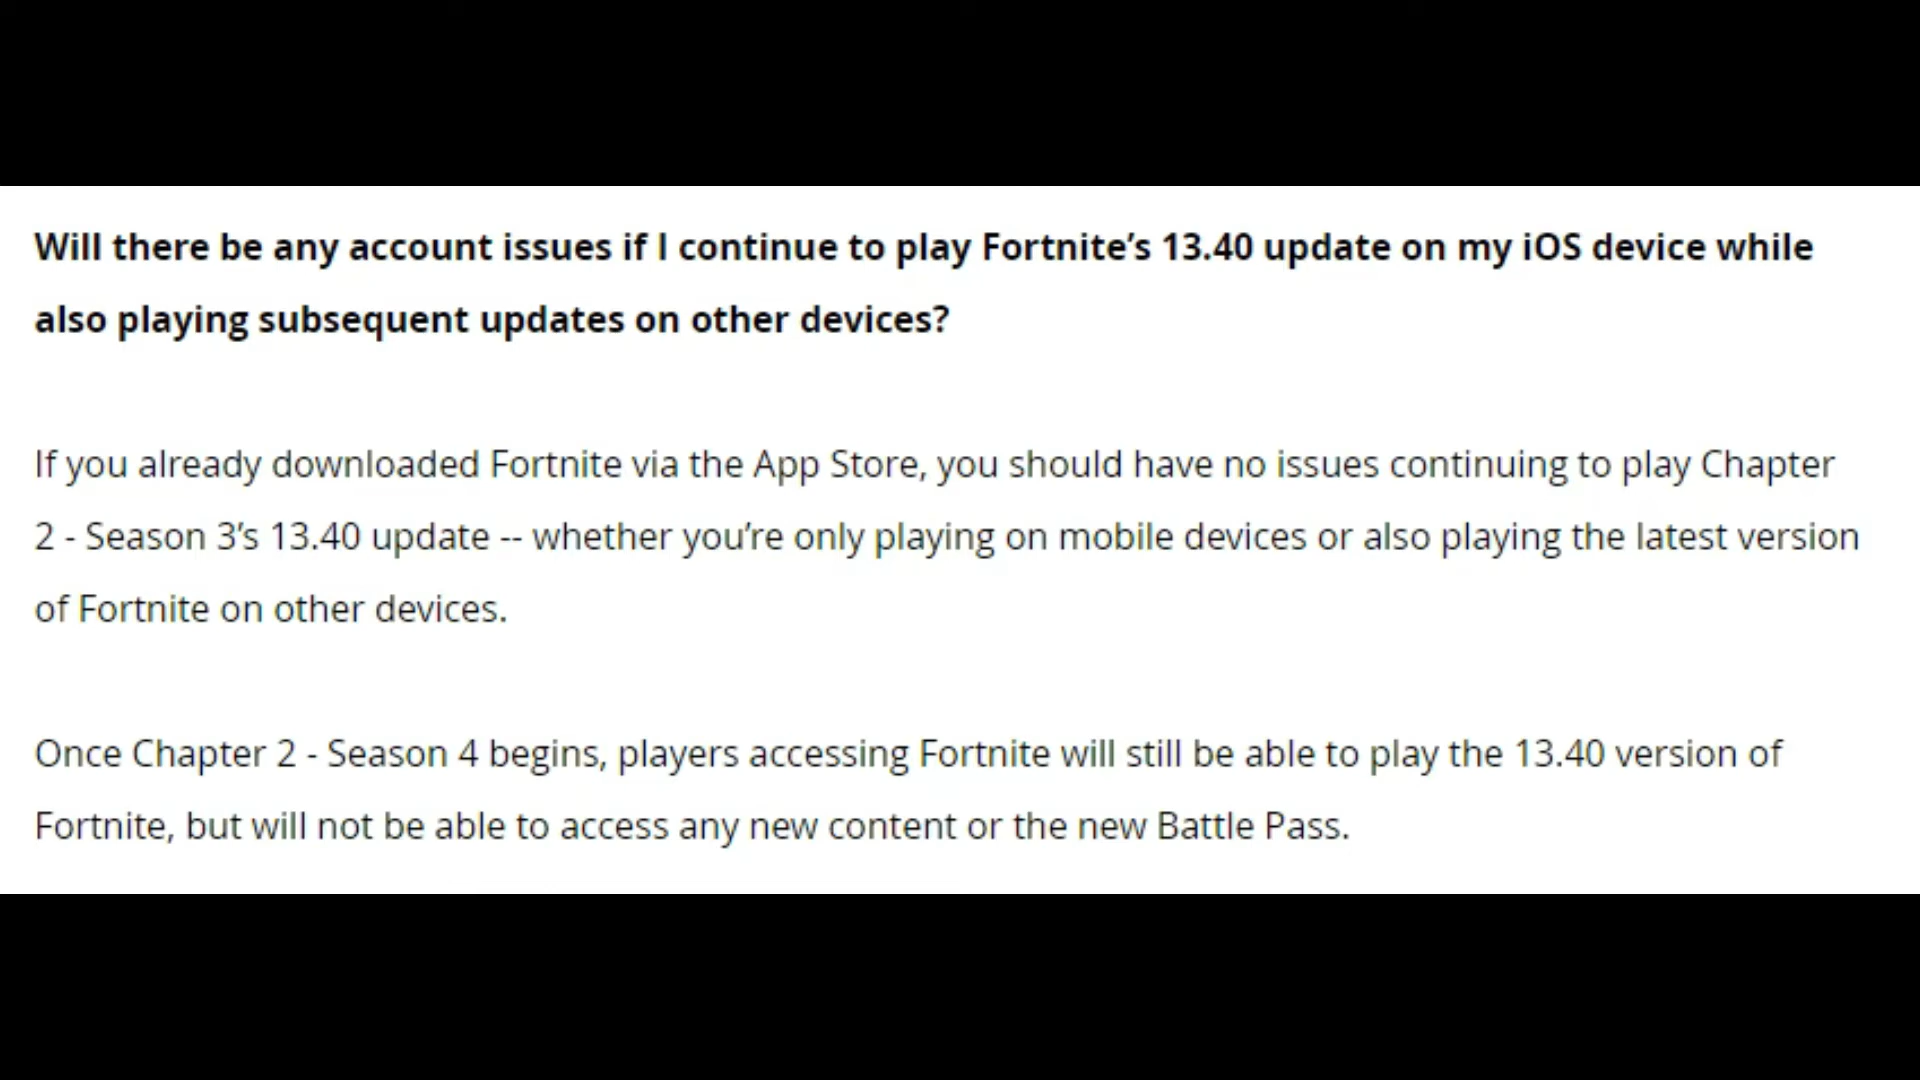 Will there be any account issues if I continue to play Fortnite’s 13.40 update on my iOS device while
also playing subsequent updates on other devices?
If you already downloaded Fortnite via the App Store, you should have no issues continuing to play Chapter
2 - Season 3’s 13.40 update -- whether you’re only playing on mobile devices or also playing the latest version
of Fortnite on other devices.
Once Chapter 2 - Season 4 begins, players accessing Fortnite will still be able to play the 13.40 version of
Fortnite, but will not be able to access any new content or the new Battle Pass.